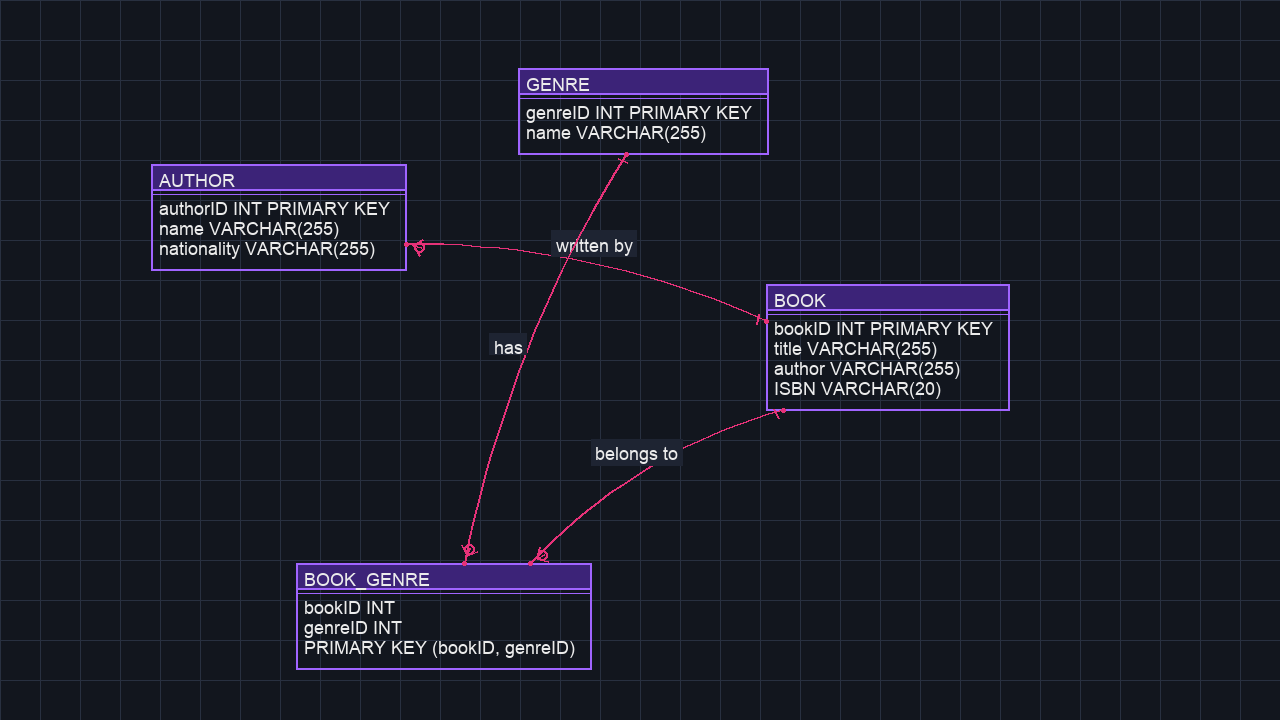 GENRE
genreID INT PRIMARY KEY
name VARCHAR(255)
AUTHOR
authorID INT PRIMARY KEY
name VARCHAR(255)
nationality VARCHAR(255)
written by
BOOK
bookID INT PRIMARY KEY
title VARCHAR(255)
author VARCHAR(255)
ISBN VARCHAR(20)
has
belongs to
BOOK_GENRE
bookID INT
genreID INT
PRIMARY KEY (bookID, genreID)